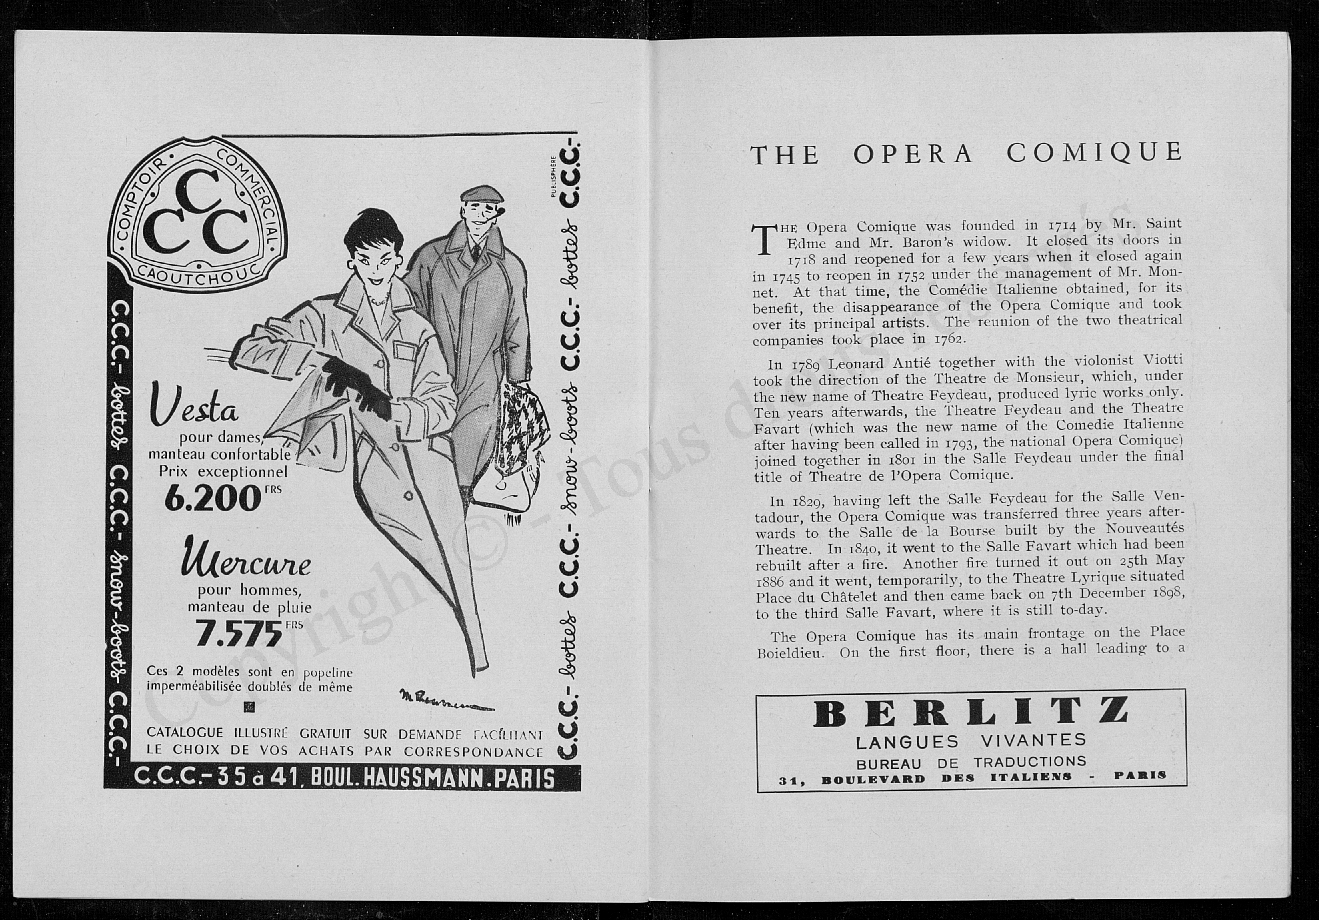 COMPTOIR
COMMERCIAL
CAOUTCHOUC
C
C C
PUBLISPHÈRE
C.C.C.- bottes C.C.C.- snow-boots C.C.C.-
C.C.C.- bottes C.C.C.- snow-boots C.C.C.- bottes C.C.C.-
Vesta
pour dames,
manteau confortable
Prix exceptionnel
6.200 FRS
Mercure
pour hommes,
manteau de pluie
7.575 FRS
Ces 2 modèles sont en popeline
imperméabilisée doublés de même
CATALOGUE ILLUSTRÉ GRATUIT SUR DEMANDE FACILITANT
LE CHOIX DE VOS ACHATS PAR CORRESPONDANCE
C.C.C.-35 à 41, BOUL. HAUSSMANN.PARIS
THE OPERA COMIQUE
THE Opera Comique was founded in 1714 by Mr. Saint
Edme and Mr. Baron's widow. It closed its doors in
1718 and reopened for a few years when it closed again
in 1745 to reopen in 1752 under the management of Mr. Mon-
net. At that time, the Comédie Italienne obtained, for its
benefit, the disappearance of the Opera Comique and took
over its principal artists. The reunion of the two theatrical
companies took place in 1762.
In 1789 Leonard Antié together with the violonist Viotti
took the direction of the Theatre de Monsieur, which, under
the new name of Theatre Feydeau, produced lyric works only.
Ten years afterwards, the Theatre Feydeau and the Theatre
Favart (which was the new name of the Comedie Italienne
after having been called in 1793, the national Opera Comique)
joined together in 1801 in the Salle Feydeau under the final
title of Theatre de l'Opera Comique.
In 1829, having left the Salle Feydeau for the Salle Ven-
tadour, the Opera Comique was transferred three years after-
wards to the Salle de la Bourse built by the Nouveautés
Theatre. In 1840, it went to the Salle Favart which had been
rebuilt after a fire. Another fire turned it out on 25th May
1886 and it went, temporarily, to the Theatre Lyrique situated
Place du Châtelet and then came back on 7th December 1898,
to the third Salle Favart, where it is still to-day.
The Opera Comique has its main frontage on the Place
Boieldieu. On the first floor, there is a hall leading to a
BERLITZ
LANGUES VIVANTES
BUREAU DE TRADUCTIONS
31, BOULEVARD DES ITALIENS - PARIS
Copyright © - Tous droits réservés